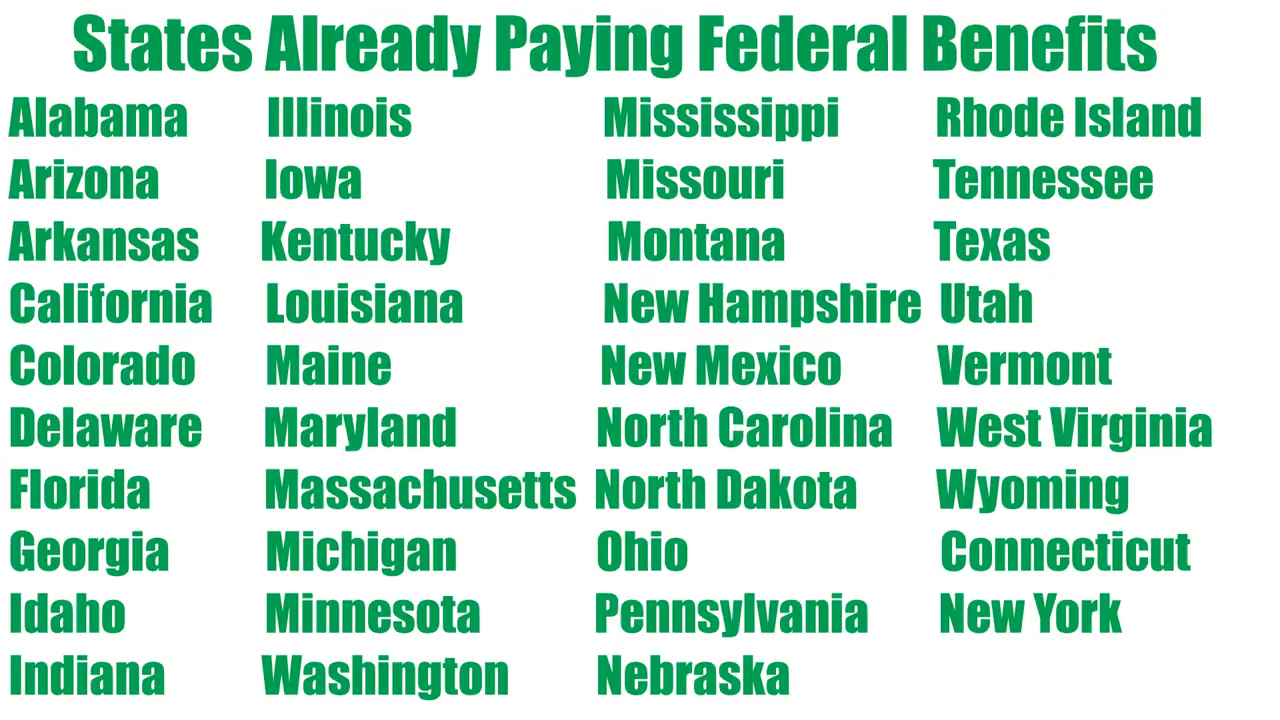 States Already Paying Federal Benefits
Alabama
Arizona
Arkansas
California
Colorado
Delaware
Florida
Georgia
Idaho
Indiana
Illinois
Iowa
Kentucky
Louisiana
Maine
Maryland
Massachusetts
Michigan
Minnesota
Washington
Mississippi
Missouri
Montana
New Hampshire
New Mexico
North Carolina
North Dakota
Ohio
Pennsylvania
Nebraska
Rhode Island
Tennessee
Texas
Utah
Vermont
West Virginia
Wyoming
Connecticut
New York